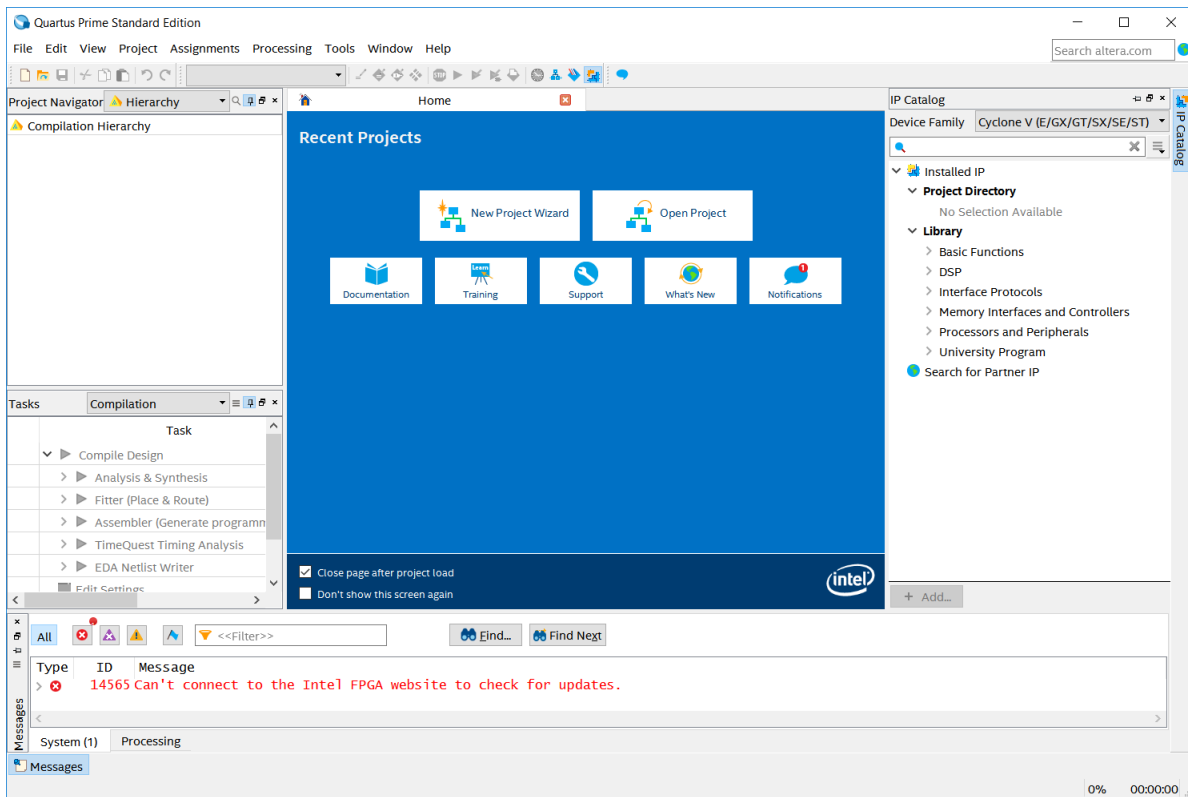 Quartus Prime Standard Edition
File Edit View Project Assignments Processing Tools Window Help
Search altera.com
Project Navigator Hierarchy
Compilation Hierarchy
Home
Recent Projects
New Project Wizard
Open Project
Documentation
Learn
Training
Support
What's New
1
Notifications
Close page after project load
Don't show this screen again
intel
IP Catalog
Device Family Cyclone V (E/GX/GT/SX/SE/ST)
Installed IP
Project Directory
No Selection Available
Library
Basic Functions
DSP
Interface Protocols
Memory Interfaces and Controllers
Processors and Peripherals
University Program
Search for Partner IP
+ Add...
IP Catalog
Tasks Compilation
Task
Compile Design
Analysis & Synthesis
Fitter (Place & Route)
Assembler (Generate programm
TimeQuest Timing Analysis
EDA Netlist Writer
Edit Settings
All
<<Filter>>
Find...
Find Next
Type ID Message
14565 Can't connect to the Intel FPGA website to check for updates.
Messages
System (1) Processing
Messages
0% 00:00:00